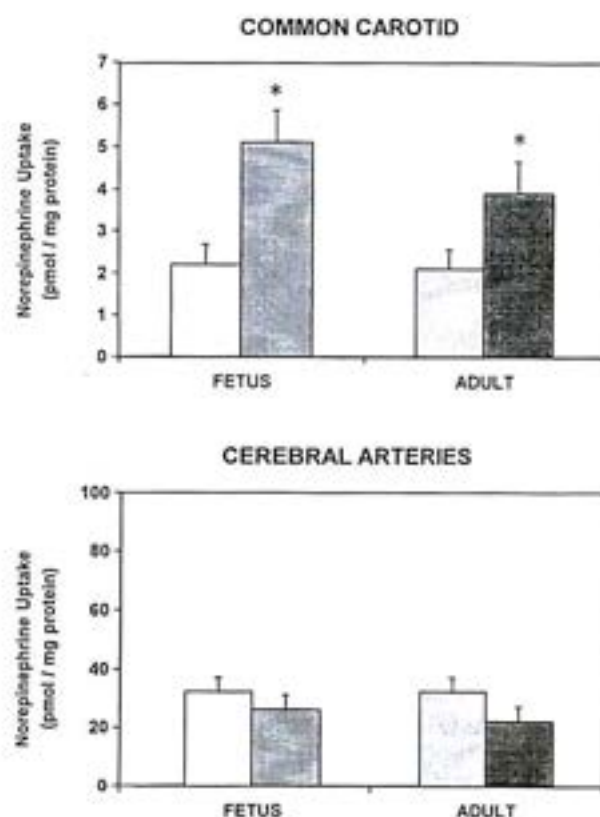 COMMON CAROTID
Norepinephrine Uptake
(pmol / mg protein)
7
6
5
4
3
2
1
0
*
*
FETUS
ADULT
CEREBRAL ARTERIES
Norepinephrine Uptake
(pmol / mg protein)
100
80
60
40
20
0
FETUS
ADULT